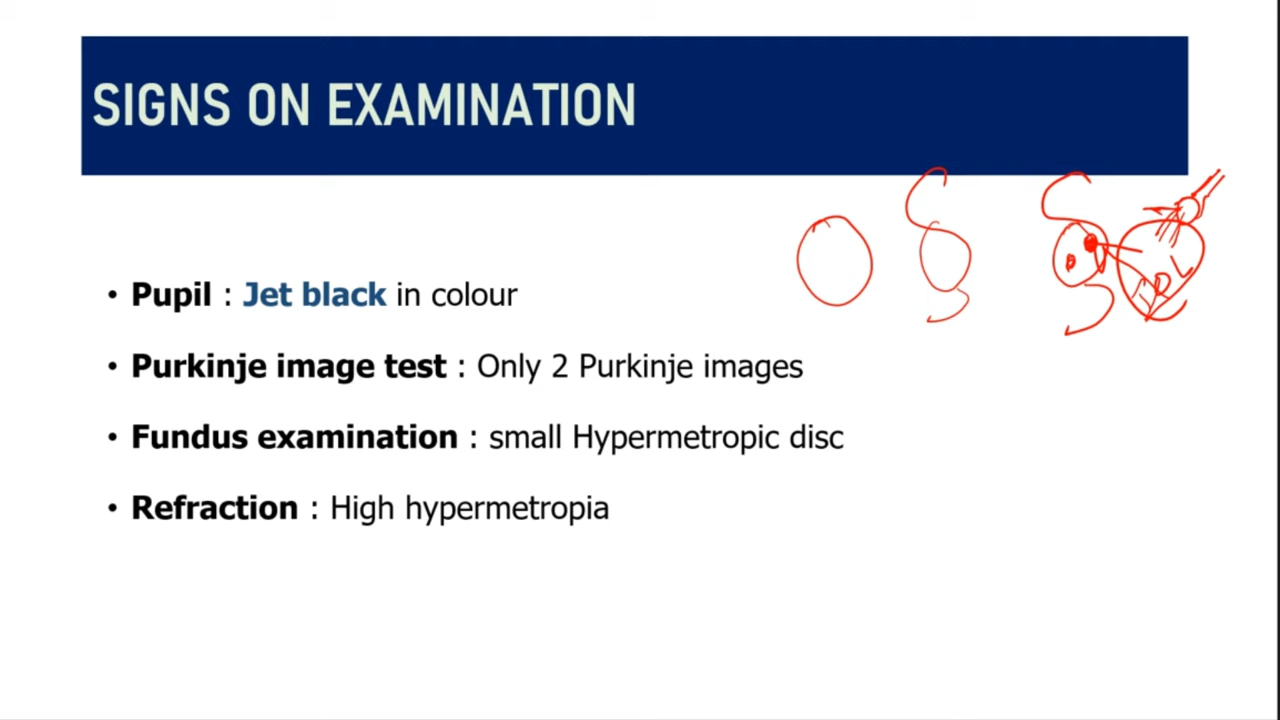 SIGNS ON EXAMINATION
• Pupil : Jet black in colour
• Purkinje image test : Only 2 Purkinje images
• Fundus examination : small Hypermetropic disc
• Refraction : High hypermetropia